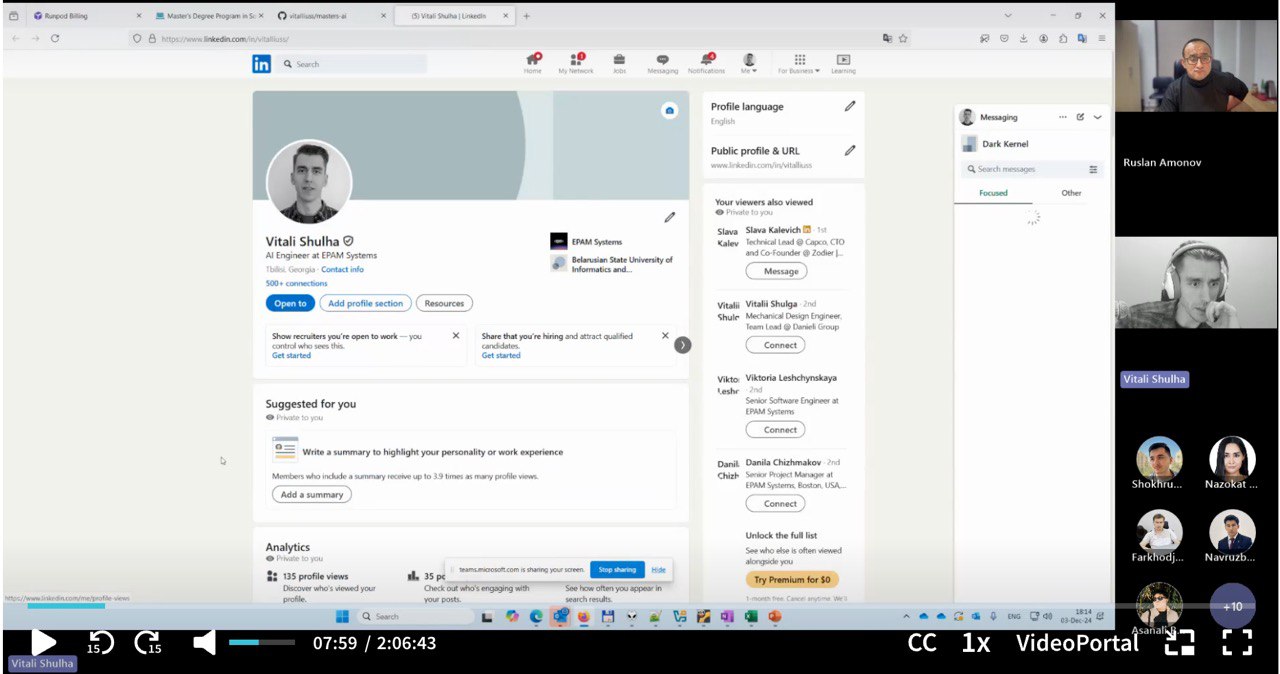 Runpod Billing
Master's Degree Program in So
vitalliuss/masters-ai
(5) Vitali Shulha | LinkedIn
https://www.linkedin.com/in/vitalliuss/
in
Search
Home
My Network
Jobs
Messaging
Notifications
Me
For Business
Learning
Vitali Shulha
AI Engineer at EPAM Systems
Tbilisi, Georgia · Contact info
500+ connections
EPAM Systems
Belarusian State University of
Informatics and...
Open to
Add profile section
Resources
Show recruiters you're open to work — you
control who sees this.
Get started
Share that you're hiring and attract qualified
candidates.
Get started
Suggested for you
Private to you
Write a summary to highlight your personality or work experience
Members who include a summary receive up to 3.9 times as many profile views.
Add a summary
Analytics
Private to you
135 profile views
Discover who's viewed your
profile.
35 po
Check out who's engaging with
your posts.
See how often you appear in
search results.
teams.microsoft.com is sharing your screen.
Stop sharing
Hide
https://www.linkedin.com/me/profile-views
Profile language
English
Public profile & URL
www.linkedin.com/in/vitalliuss
Your viewers also viewed
Private to you
Slava
Kalev
Slava Kalevich · 1st
Technical Lead @ Capco, CTO
and Co-Founder @ Zodier |...
Message
Vitalii
Shulg
Vitalii Shulga · 2nd
Mechanical Design Engineer,
Team Lead @ Danieli Group
Connect
Viktoria Leshchynskaya
· 2nd
Senior Software Engineer at
EPAM Systems
Connect
Danila
Chizh
Danila Chizhmakov · 2nd
Senior Project Manager at
EPAM Systems, Boston, USA,...
Connect
Unlock the full list
See who else is often viewed
alongside you
Try Premium for $0
1-month free. Cancel anytime. We'll
Messaging
Dark Kernel
Search messages
Focused
Other
Search
ENG
18:14
03-Dec-24
Ruslan Amonov
Vitali Shulha
Shokhru...
Nazokat ...
Farkhodj...
Navruzb...
Asanali B...
+10
15
15
07:59 / 2:06:43
CC
1x
VideoPortal
Vitali Shulha